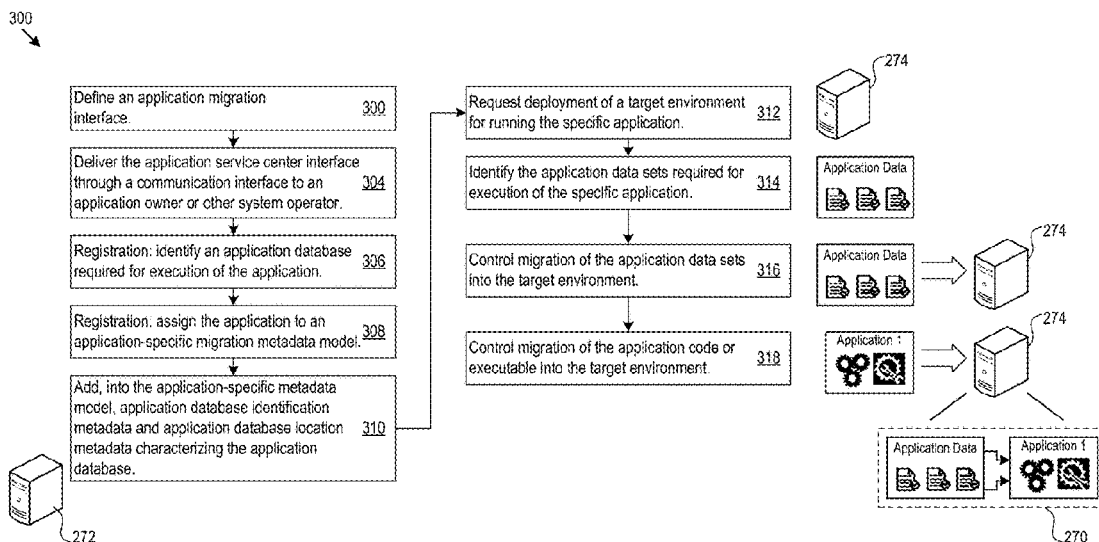 300
Define an application migration
interface.
300
Deliver the application service center interface
through a communication interface to an
application owner or other system operator.
304
Registration: identify an application database
required for execution of the application.
306
Registration: assign the application to an
application-specific migration metadata model.
308
Add, into the application-specific metadata
model, application database identification
metadata and application database location
metadata characterizing the application
database.
310
272
Request deployment of a target environment
for running the specific application.
312
274
Identify the application data sets required for
execution of the specific application.
314
Application Data
Control migration of the application data sets
into the target environment.
316
Application Data
274
Control migration of the application code or
executable into the target environment.
318
Application 1
274
Application Data
Application 1
270